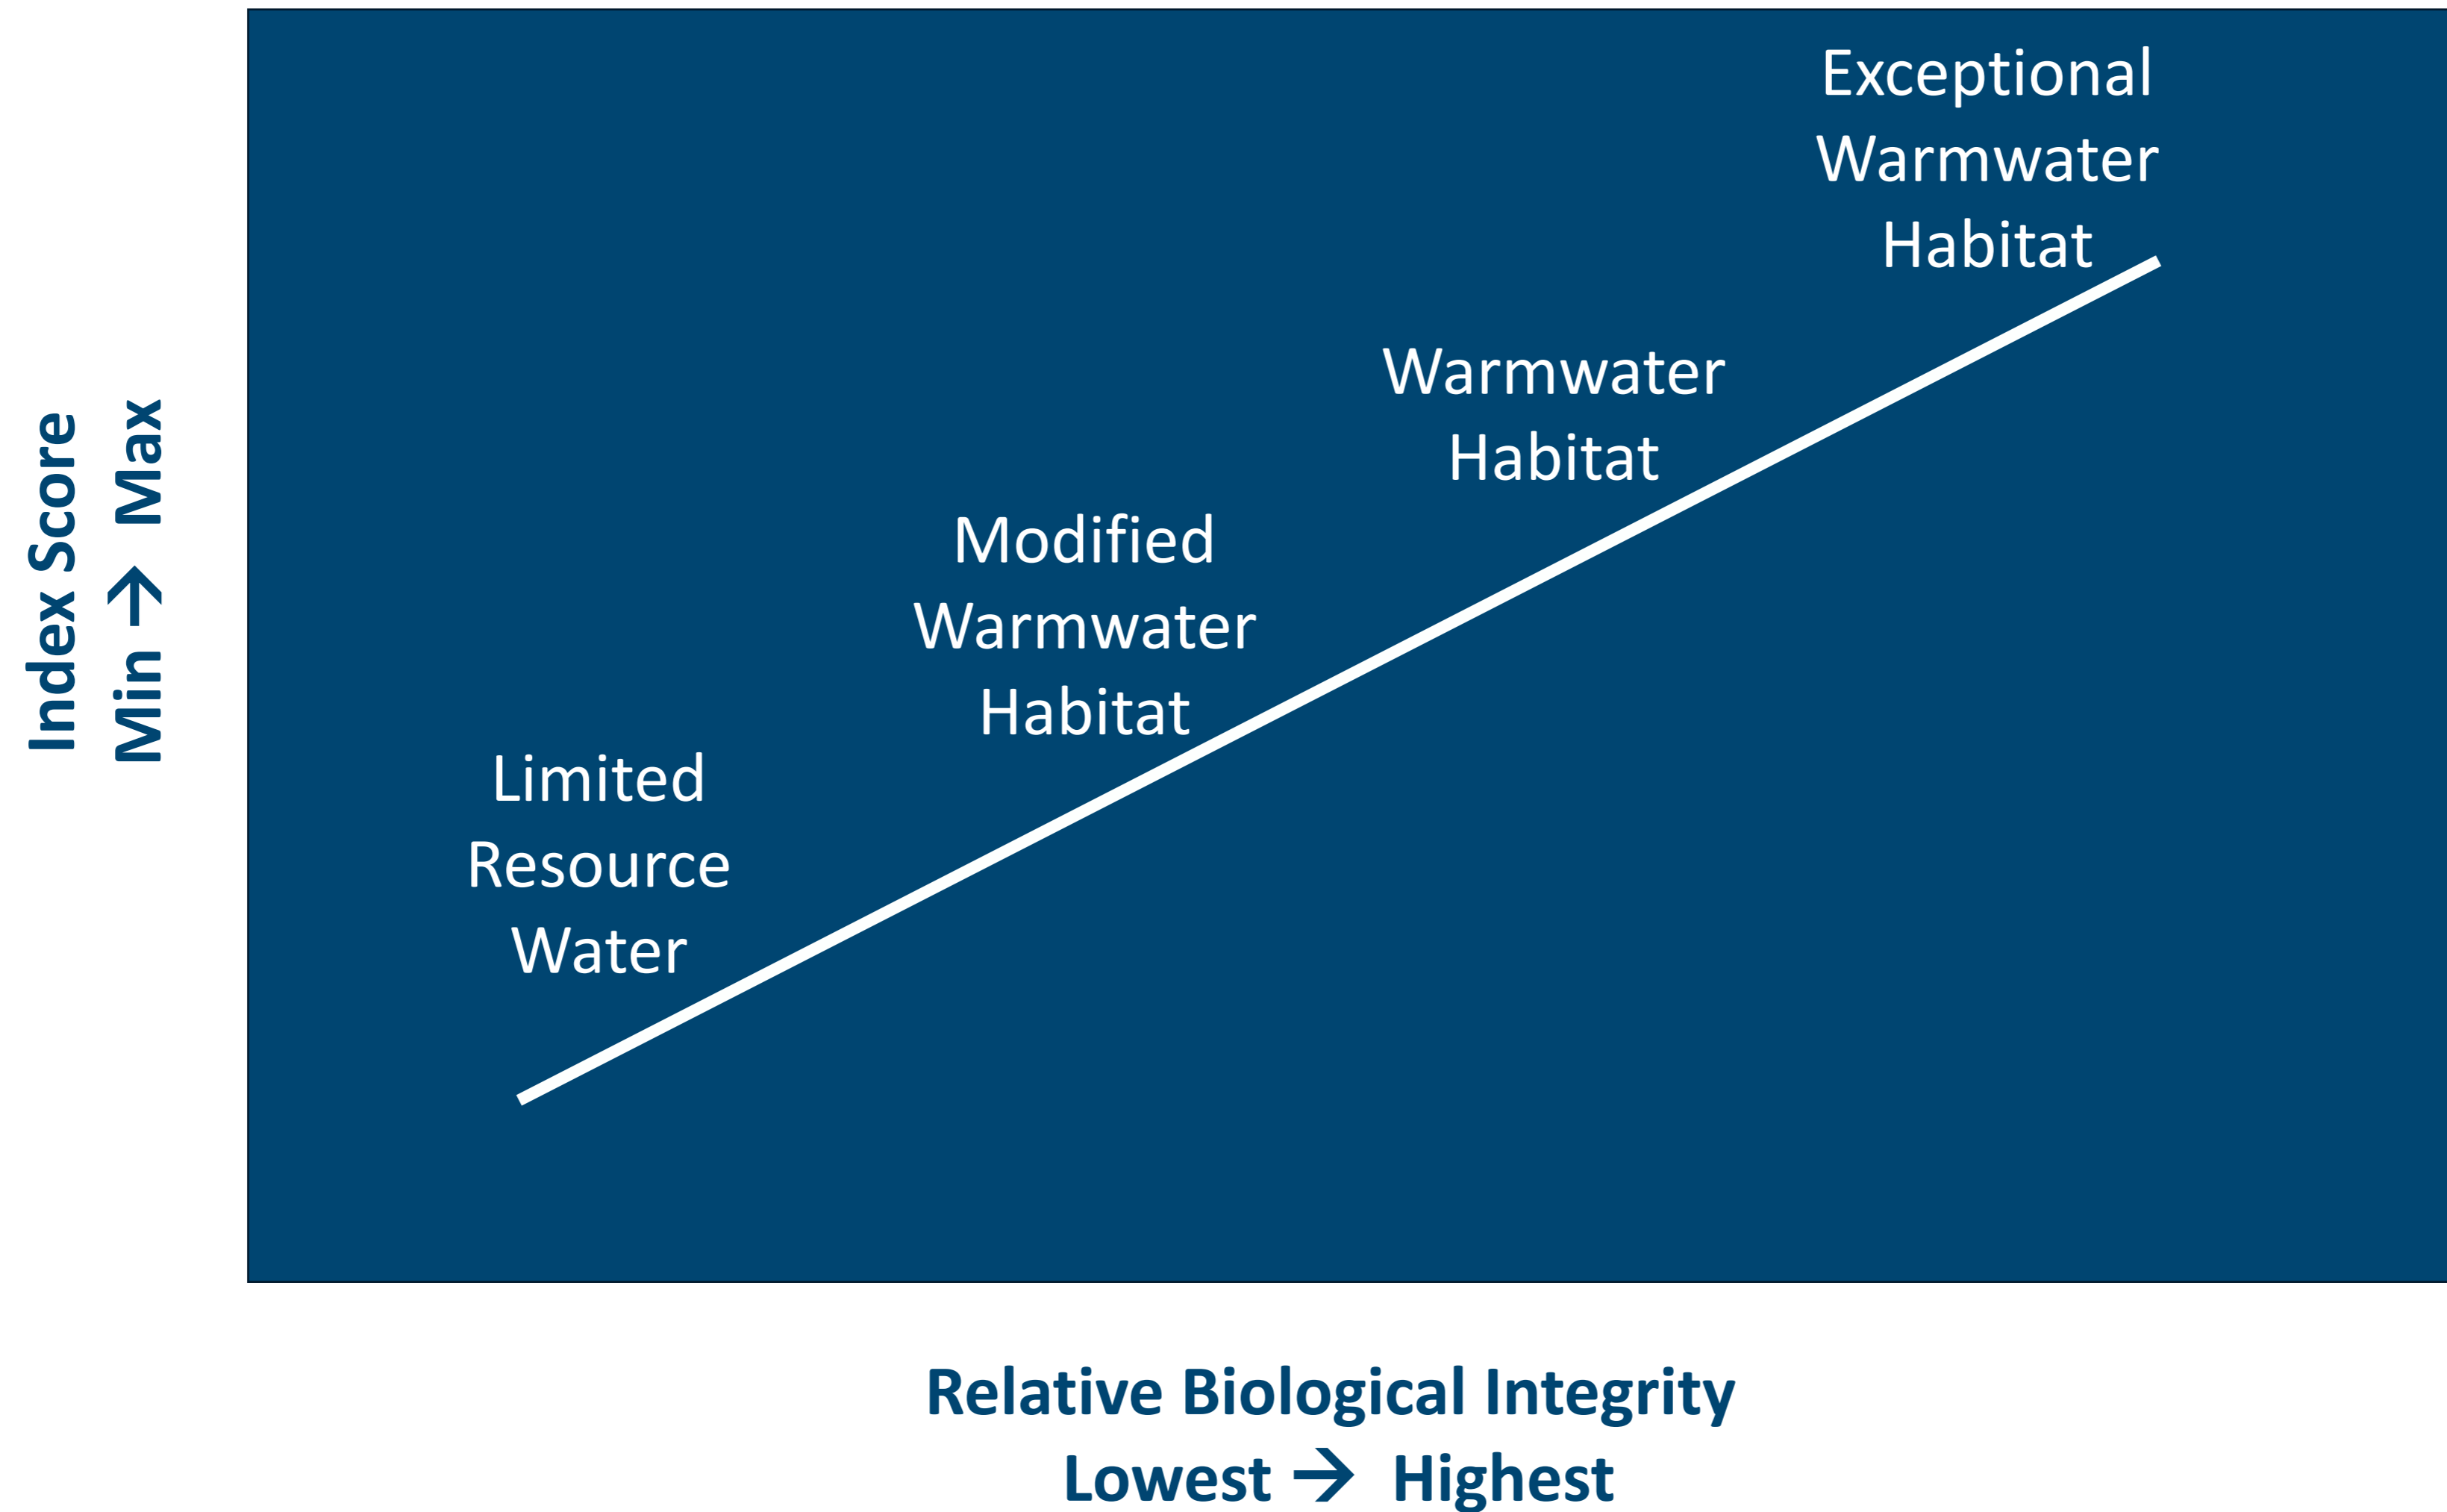 Index Score
Min → Max
Exceptional
Warmwater
Habitat
Warmwater
Habitat
Modified
Warmwater
Habitat
Limited
Resource
Water
Relative Biological Integrity
Lowest → Highest